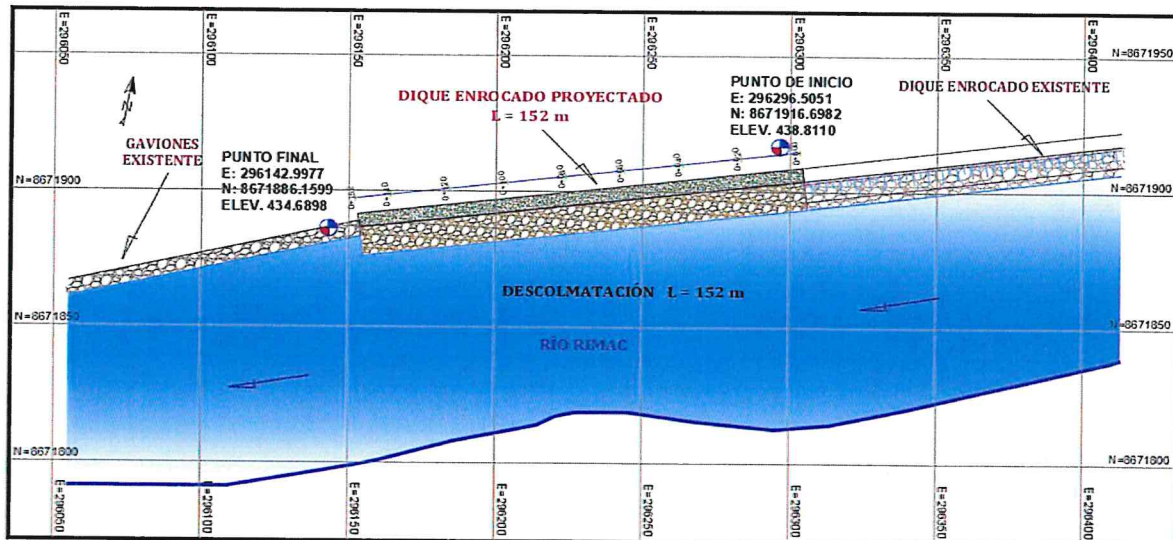 E=296050
E=296100
E=296150
E=296200
E=296250
E=296300
E=296350
E=296400
N=8671950
PUNTO DE INICIO
E: 296296.5051
N: 8671916.6982
ELEV. 438.8110
DIQUE ENROCADO EXISTENTE
DIQUE ENROCADO PROYECTADO
L = 152 m
GAVIONES
EXISTENTE
PUNTO FINAL
E: 296142.9977
N: 8671886.1599
ELEV. 434.6898
N=8671900
N=8671900
DESCOLMATACIÓN L = 152 m
N=8671850
N=8671850
RÍO RIMAC
N=8671800
N=8671800
E=296050
E=296100
E=296150
E=296200
E=296250
E=296300
E=296350
E=296400